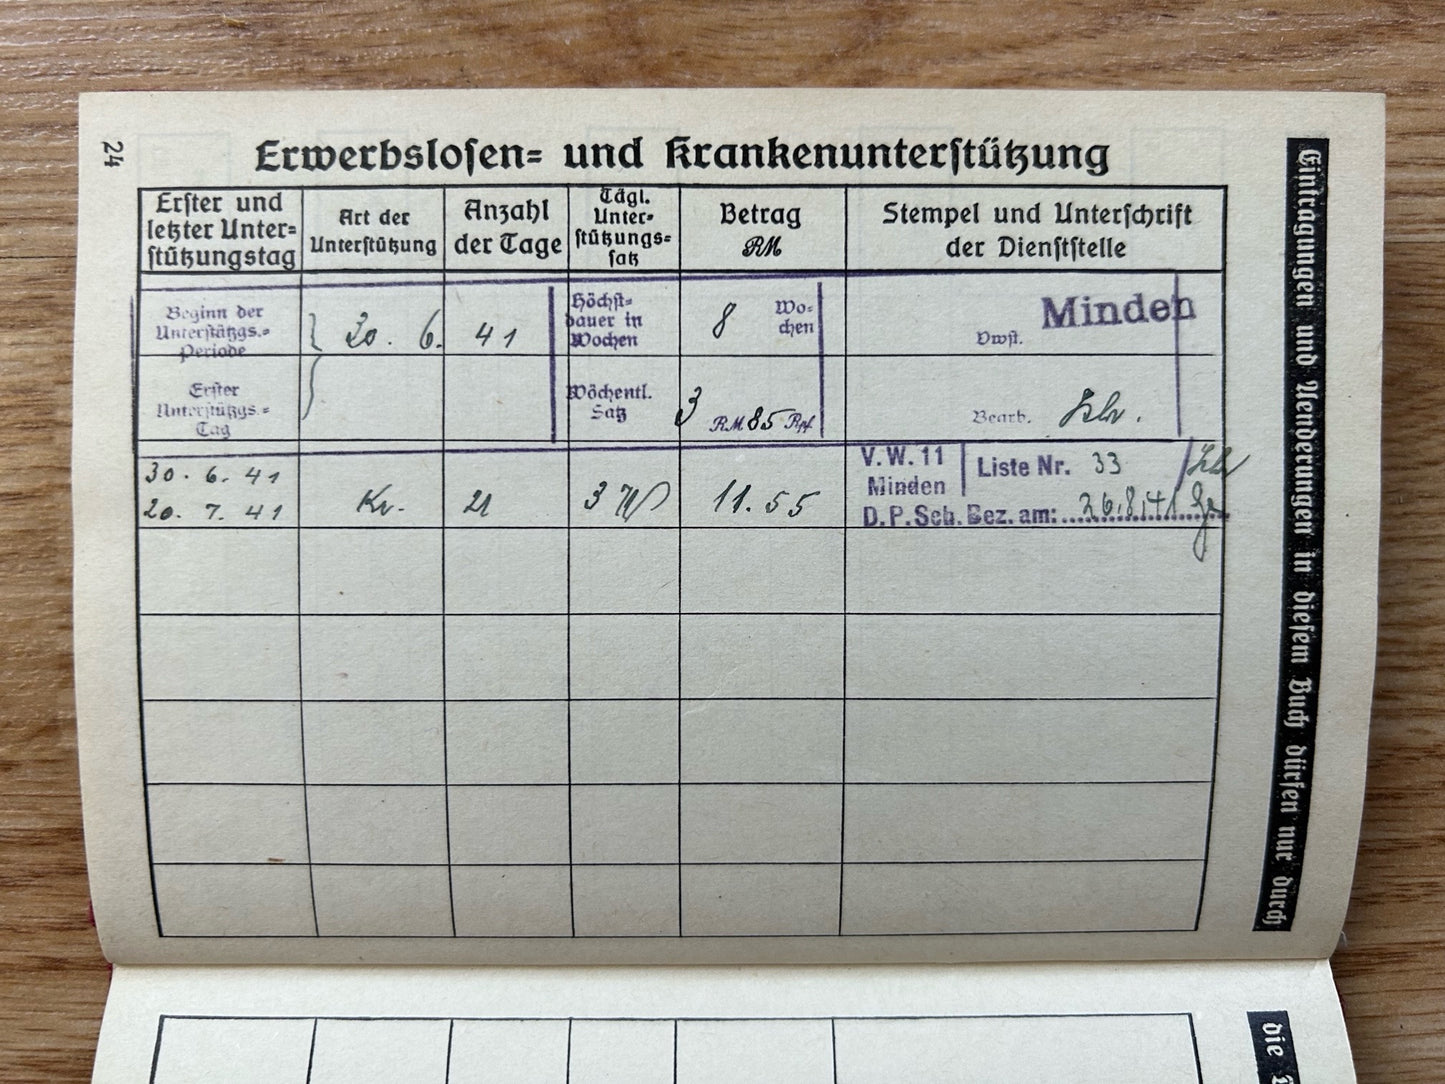 24
Erwerbslosen= und Krankenunterstützung
Erster und
letzter Unter=
stützungstag
Art der
Unterstützung
Anzahl
der Tage
Tägl.
Unter=
stützungs=
satz
Betrag
RM
Stempel und Unterschrift
der Dienststelle
Beginn der
Unterstützgs.=
Periode
20. 6. 41
Höchst=
dauer in
Wochen
8 Wo=
chen
Dwst.
Minden
Erster
Unterstützgs.=
Tag
Wöchentl.
Satz
3 RM 85 Rpf.
Bearb.
30. 6. 41
20. 7. 41
Kr.
21
3 W
11.55
V.W. 11
Minden
Liste Nr. 33
D.P.Sch. Bez. am: 26.8.41
Eintragungen und Aenderungen in diesem Buch dürfen nur durch
die